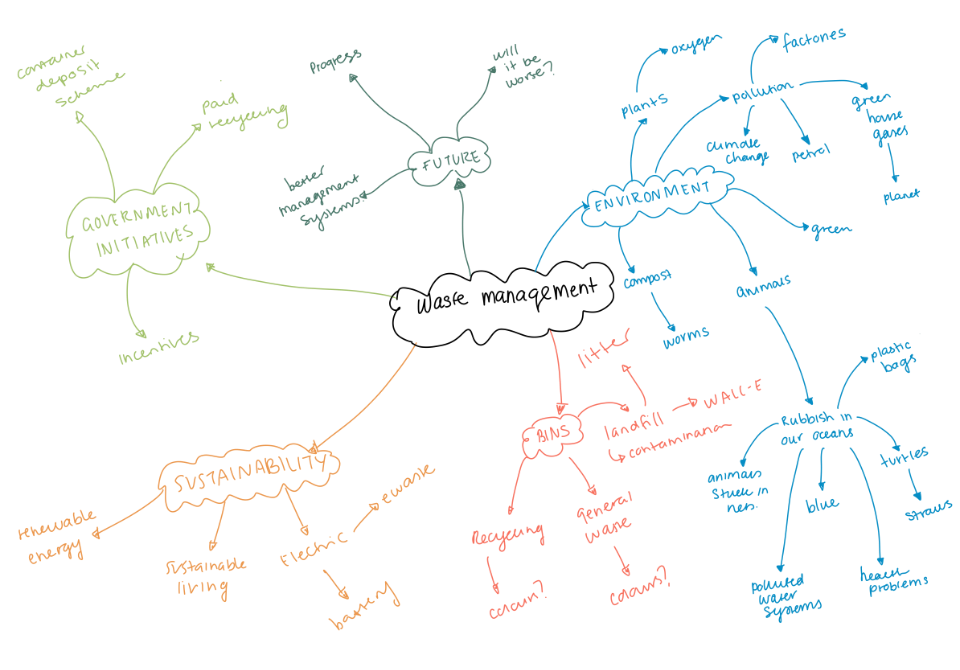 container
deposit
scheme
paid
recycling
GOVERNMENT
INITIATIVES
incentives
Progress
will
it be
worse?
better
management
systems
FUTURE
oxygen
plants
factories
pollution
climate
change
petrol
green
house
gases
planet
ENVIRONMENT
green
compost
worms
animals
waste management
plastic
bags
Rubbish in
our oceans
animals
stuck in
nets.
turtles
straws
blue
polluted
water
systems
health
problems
litter
BINS
landfill
WALL-E
contamination
Recycling
colour?
general
waste
colours?
SUSTAINABILITY
renewable
energy
sustainable
living
Electric
ewaste
battery